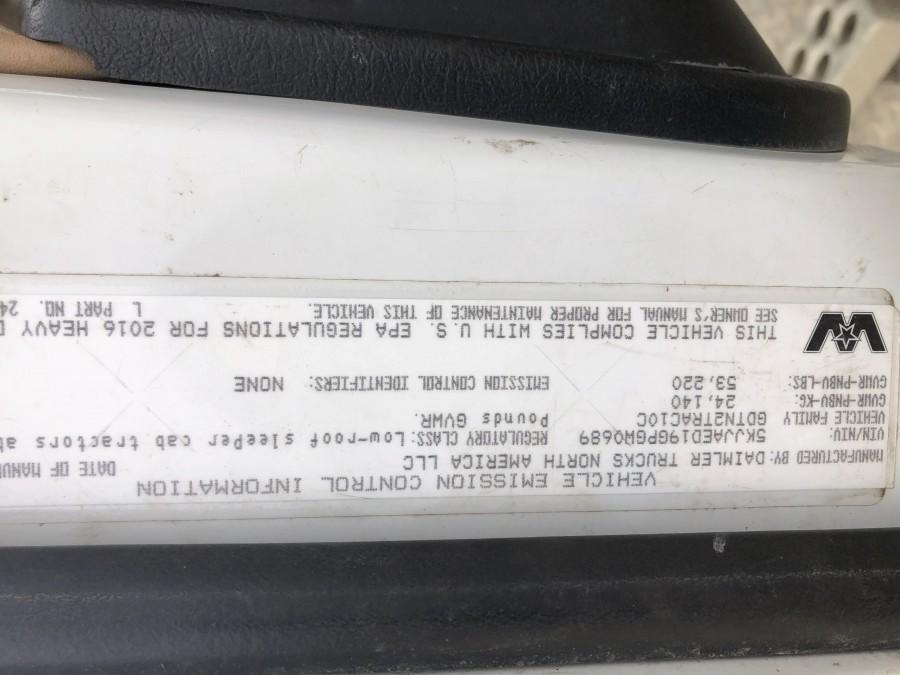 VEHICLE EMISSION CONTROL INFORMATION
MANUFACTURED BY: DAIMLER TRUCKS NORTH AMERICA LLC DATE OF
VIN/NIV: 5KJJAED19GPGW0689 REGULATORY CLASS: Low-roof sleeper cab tractors
VEHICLE FAMILY GDTN2TRAC10C Pounds GVWR.
GVWR-PNBV-KG: 24,140
GVWR-PNBV-LBS: 53,220 EMISSION CONTROL IDENTIFIERS: NONE
THIS VEHICLE COMPLIES WITH U.S. EPA REGULATIONS FOR 2016 HEAVY
SEE OWNER'S MANUAL FOR PROPER MAINTENANCE OF THIS VEHICLE. L PART NO. 24